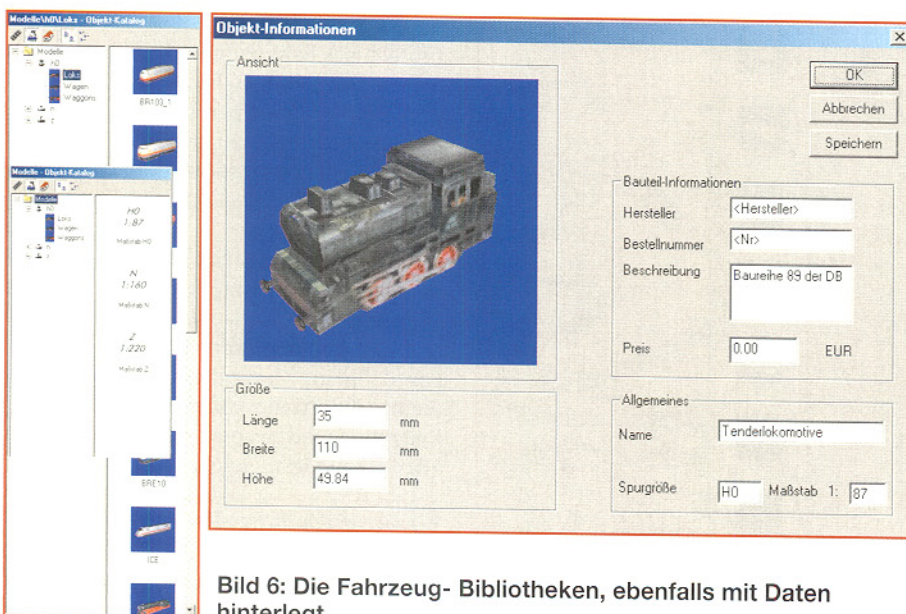 Modelle\h0\Loks - Objekt-Katalog
Modelle
h0
Loks
Wagen
Waggons
n
z
BR103_1
Modelle - Objekt-Katalog
Modelle
h0
Loks
Wagen
Waggons
n
z
H0
1:87
Maßstab H0
N
1:160
Maßstab N
Z
1:220
Maßstab Z
BRE10
ICE
Objekt-Informationen
Ansicht
OK
Abbrechen
Speichern
Bauteil-Informationen
Hersteller <Hersteller>
Bestellnummer <Nr>
Beschreibung Baureihe 89 der DB
Preis 0.00 EUR
Größe
Länge 35 mm
Breite 110 mm
Höhe 49.84 mm
Allgemeines
Name Tenderlokomotive
Spurgröße H0 Maßstab 1: 87
Bild 6: Die Fahrzeug- Bibliotheken, ebenfalls mit Daten
hinterlegt